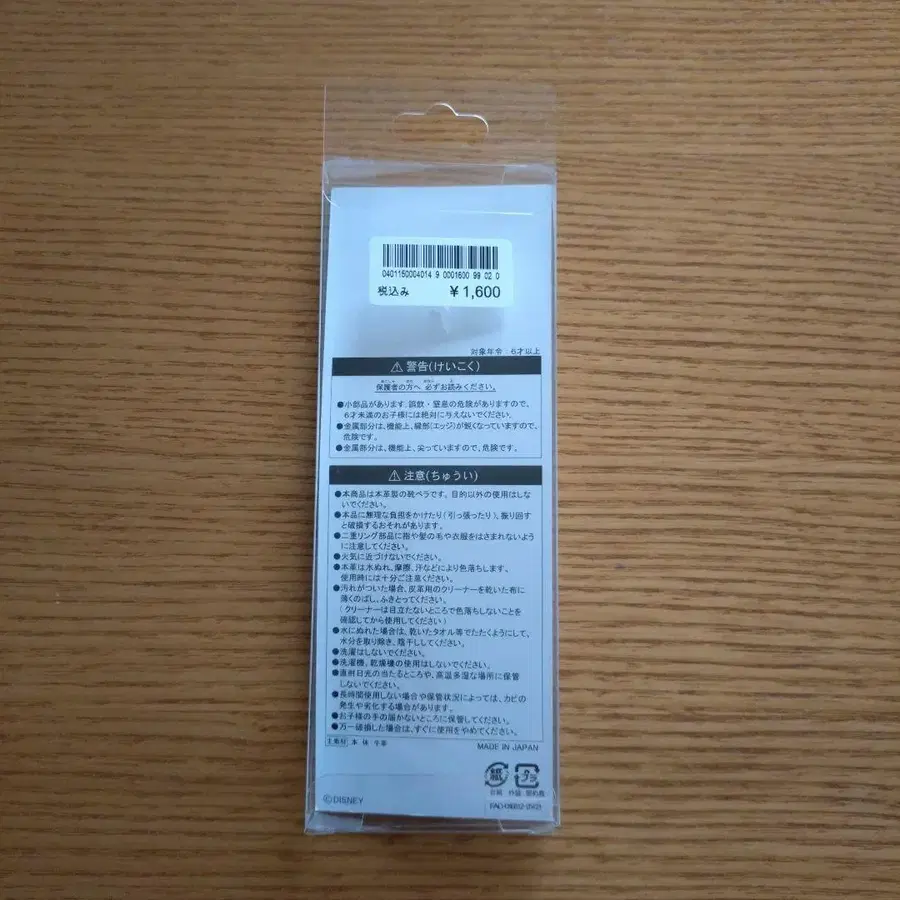 0401150004014 9 0001600 99 02 0
税込み ¥1,600
対象年令：6才以上
⚠警告(けいこく)
保護者の方へ 必ずお読みください。
●小部品があります。誤飲・窒息の危険がありますので、
6才未満のお子様には絶対に与えないでください。
●金属部分は、機能上、縁部(エッジ)が鋭くなっていますので、
危険です。
●金属部分は、機能上、尖っていますので、危険です。
⚠注意(ちゅうい)
●本商品は本革製の靴ベラです。目的以外の使用はしな
いでください。
●本品に無理な負担をかけたり(引っ張ったり)、振り回す
と破損するおそれがあります。
●二重リング部品に指や髪の毛や衣服をはさまれないよう
に注意してください。
●火気に近づけないでください。
●本革は水ぬれ、摩擦、汗などにより色落ちします。
使用時には十分ご注意ください。
●汚れがついた場合、皮革用のクリーナーを乾いた布に
薄くのばし、ふきとってください。
(クリーナーは目立たないところで色落ちしないことを
確認してから使用してください)
●水にぬれた場合は、乾いたタオル等でたたくようにして、
水分を取り除き、陰干ししてください。
●洗濯はしないでください。
●洗濯機、乾燥機の使用はしないでください。
●直射日光の当たるところや、高温多湿な場所に保管
しないでください。
●長時間使用しない場合や保管状況によっては、カビの
発生や劣化する場合があります。
●お子様の手の届かないところに保管してください。
●万一破損した場合は、すぐに使用をやめてください。
主素材 本体 牛革
MADE IN JAPAN
紙 プラ
台紙 外装
©DISNEY